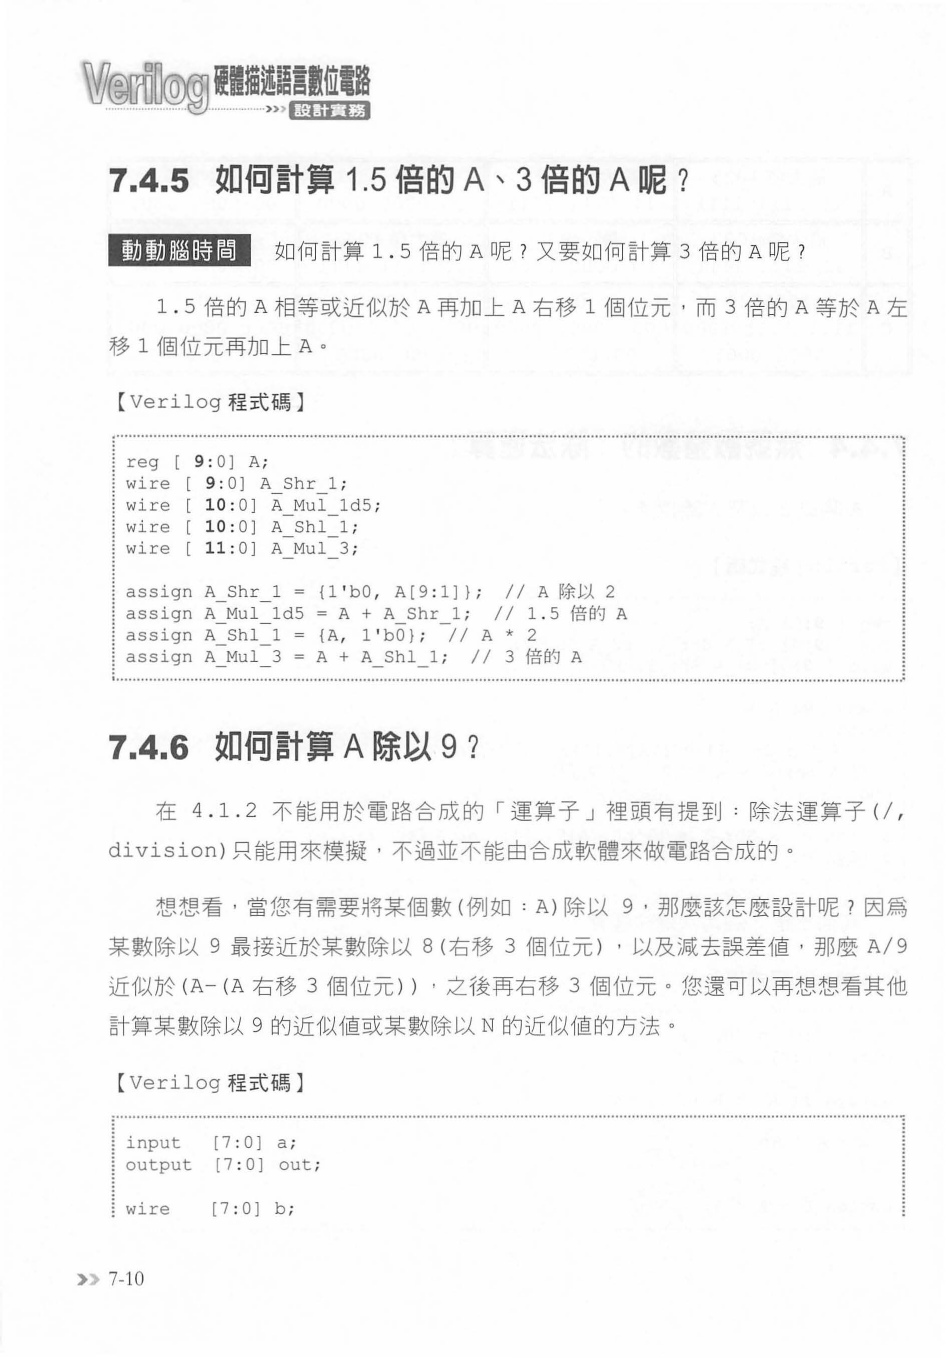 Verilog 硬體描述語言數位電路
>>> 設計實務
7.4.5 如何計算 1.5 倍的 A、3 倍的 A 呢？
動動腦時間 如何計算 1.5 倍的 A 呢？又要如何計算 3 倍的 A 呢？
1.5 倍的 A 相等或近似於 A 再加上 A 右移 1 個位元，而 3 倍的 A 等於 A 左
移 1 個位元再加上 A。
【Verilog 程式碼】
reg [ 9:0] A;
wire [ 9:0] A_Shr_1;
wire [ 10:0] A_Mul_1d5;
wire [ 10:0] A_Shl_1;
wire [ 11:0] A_Mul_3;
assign A_Shr_1 = {1'b0, A[9:1]}; // A 除以 2
assign A_Mul_1d5 = A + A_Shr_1; // 1.5 倍的 A
assign A_Shl_1 = {A, 1'b0}; // A * 2
assign A_Mul_3 = A + A_Shl_1; // 3 倍的 A
7.4.6 如何計算 A 除以 9？
在 4.1.2 不能用於電路合成的「運算子」裡頭有提到：除法運算子(/,
division)只能用來模擬，不過並不能由合成軟體來做電路合成的。
想想看，當您有需要將某個數(例如：A)除以 9，那麼該怎麼設計呢？因為
某數除以 9 最接近於某數除以 8(右移 3 個位元)，以及減去誤差值，那麼 A/9
近似於(A-(A 右移 3 個位元))，之後再右移 3 個位元。您還可以再想想看其他
計算某數除以 9 的近似值或某數除以 N 的近似值的方法。
【Verilog 程式碼】
input [7:0] a;
output [7:0] out;
wire [7:0] b;
>> 7-10